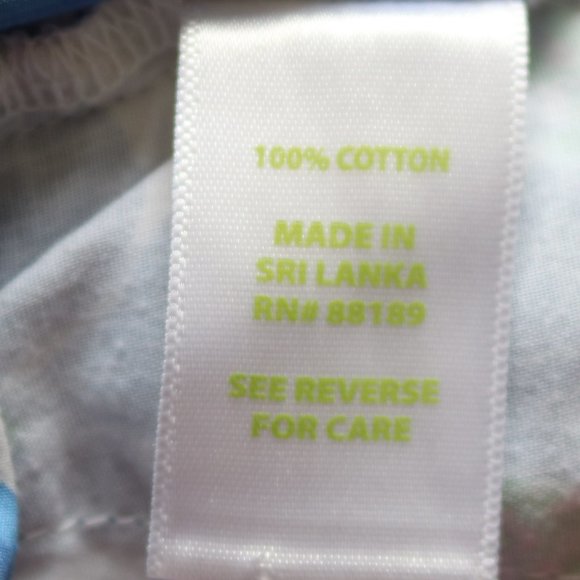 100% COTTON
MADE IN
SRI LANKA
RN# 88189
SEE REVERSE
FOR CARE